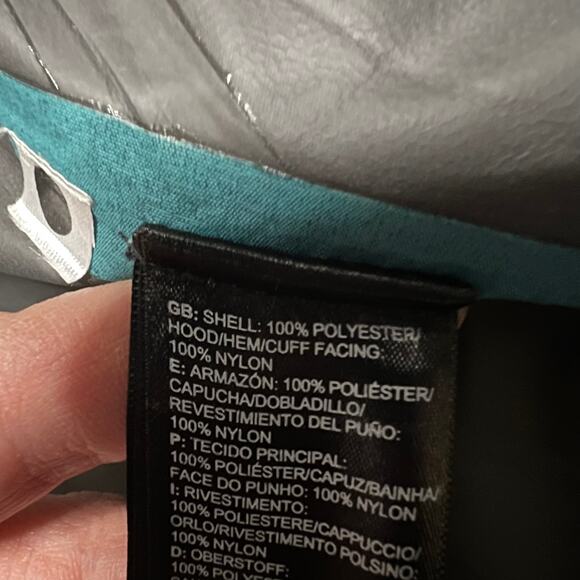 GB: SHELL: 100% POLYESTER/
HOOD/HEM/CUFF FACING:
100% NYLON
E: ARMAZÓN: 100% POLIÉSTER/
CAPUCHA/DOBLADILLO/
REVESTIMIENTO DEL PUÑO:
100% NYLON
P: TECIDO PRINCIPAL:
100% POLIÉSTER/CAPUZ/BAINHA/
FACE DO PUNHO: 100% NYLON
I: RIVESTIMENTO:
100% POLIESTERE/CAPPUCCIO/
ORLO/RIVESTIMENTO POLSINO:
100% NYLON
D: OBERSTOFF:
100%